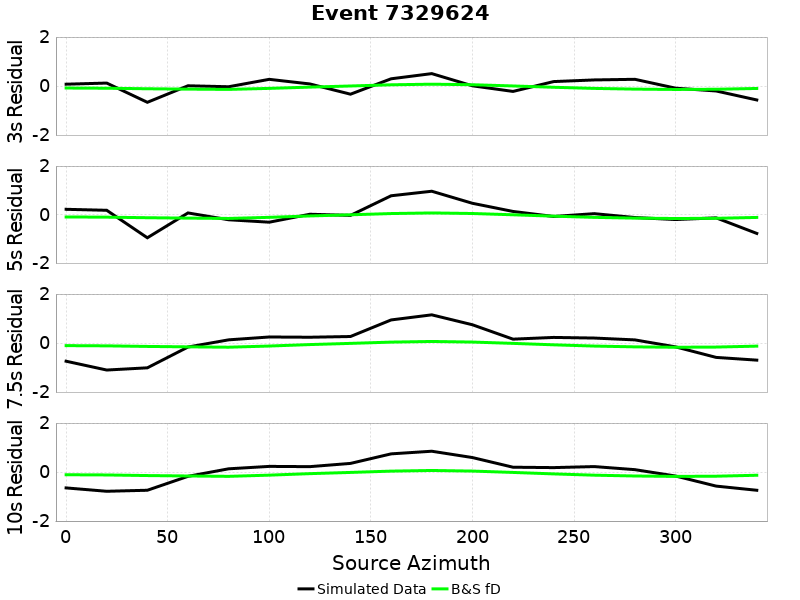 Event 7329624
3s Residual
2
0
-2
5s Residual
2
0
-2
7.5s Residual
2
0
-2
10s Residual
2
0
-2
0 50 100 150 200 250 300
Source Azimuth
Simulated Data B&S fD